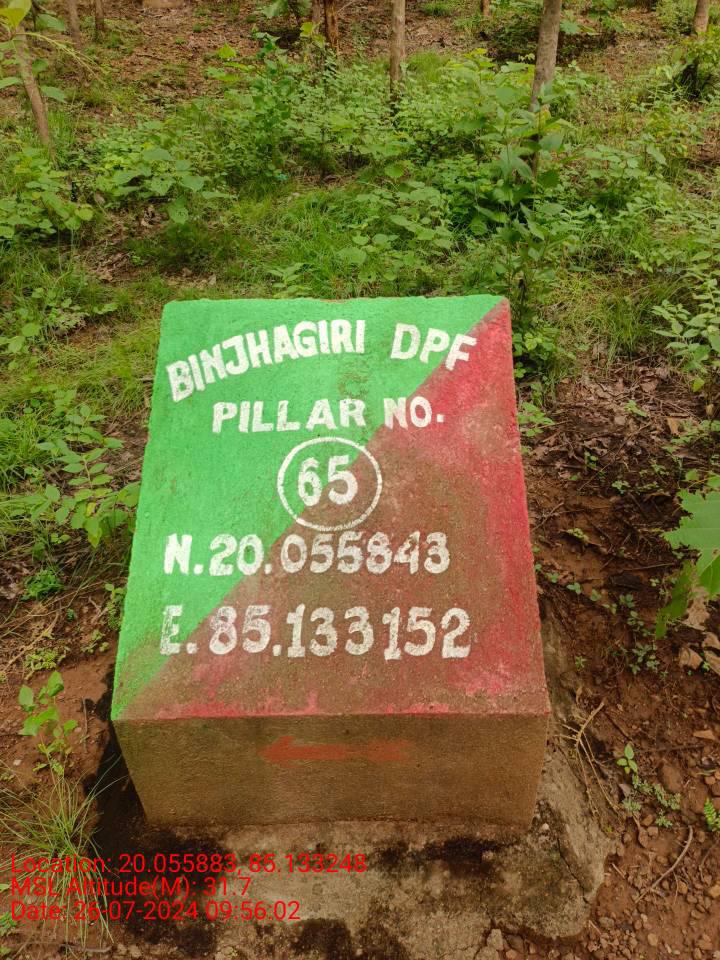 BINJHAGIRI DPF
PILLAR NO.
65
N.20.055843
E.85.133152
Location: 20.055883, 85.133248
MSL Altitude(M): 31.7
Date: 26-07-2024 09:56:02